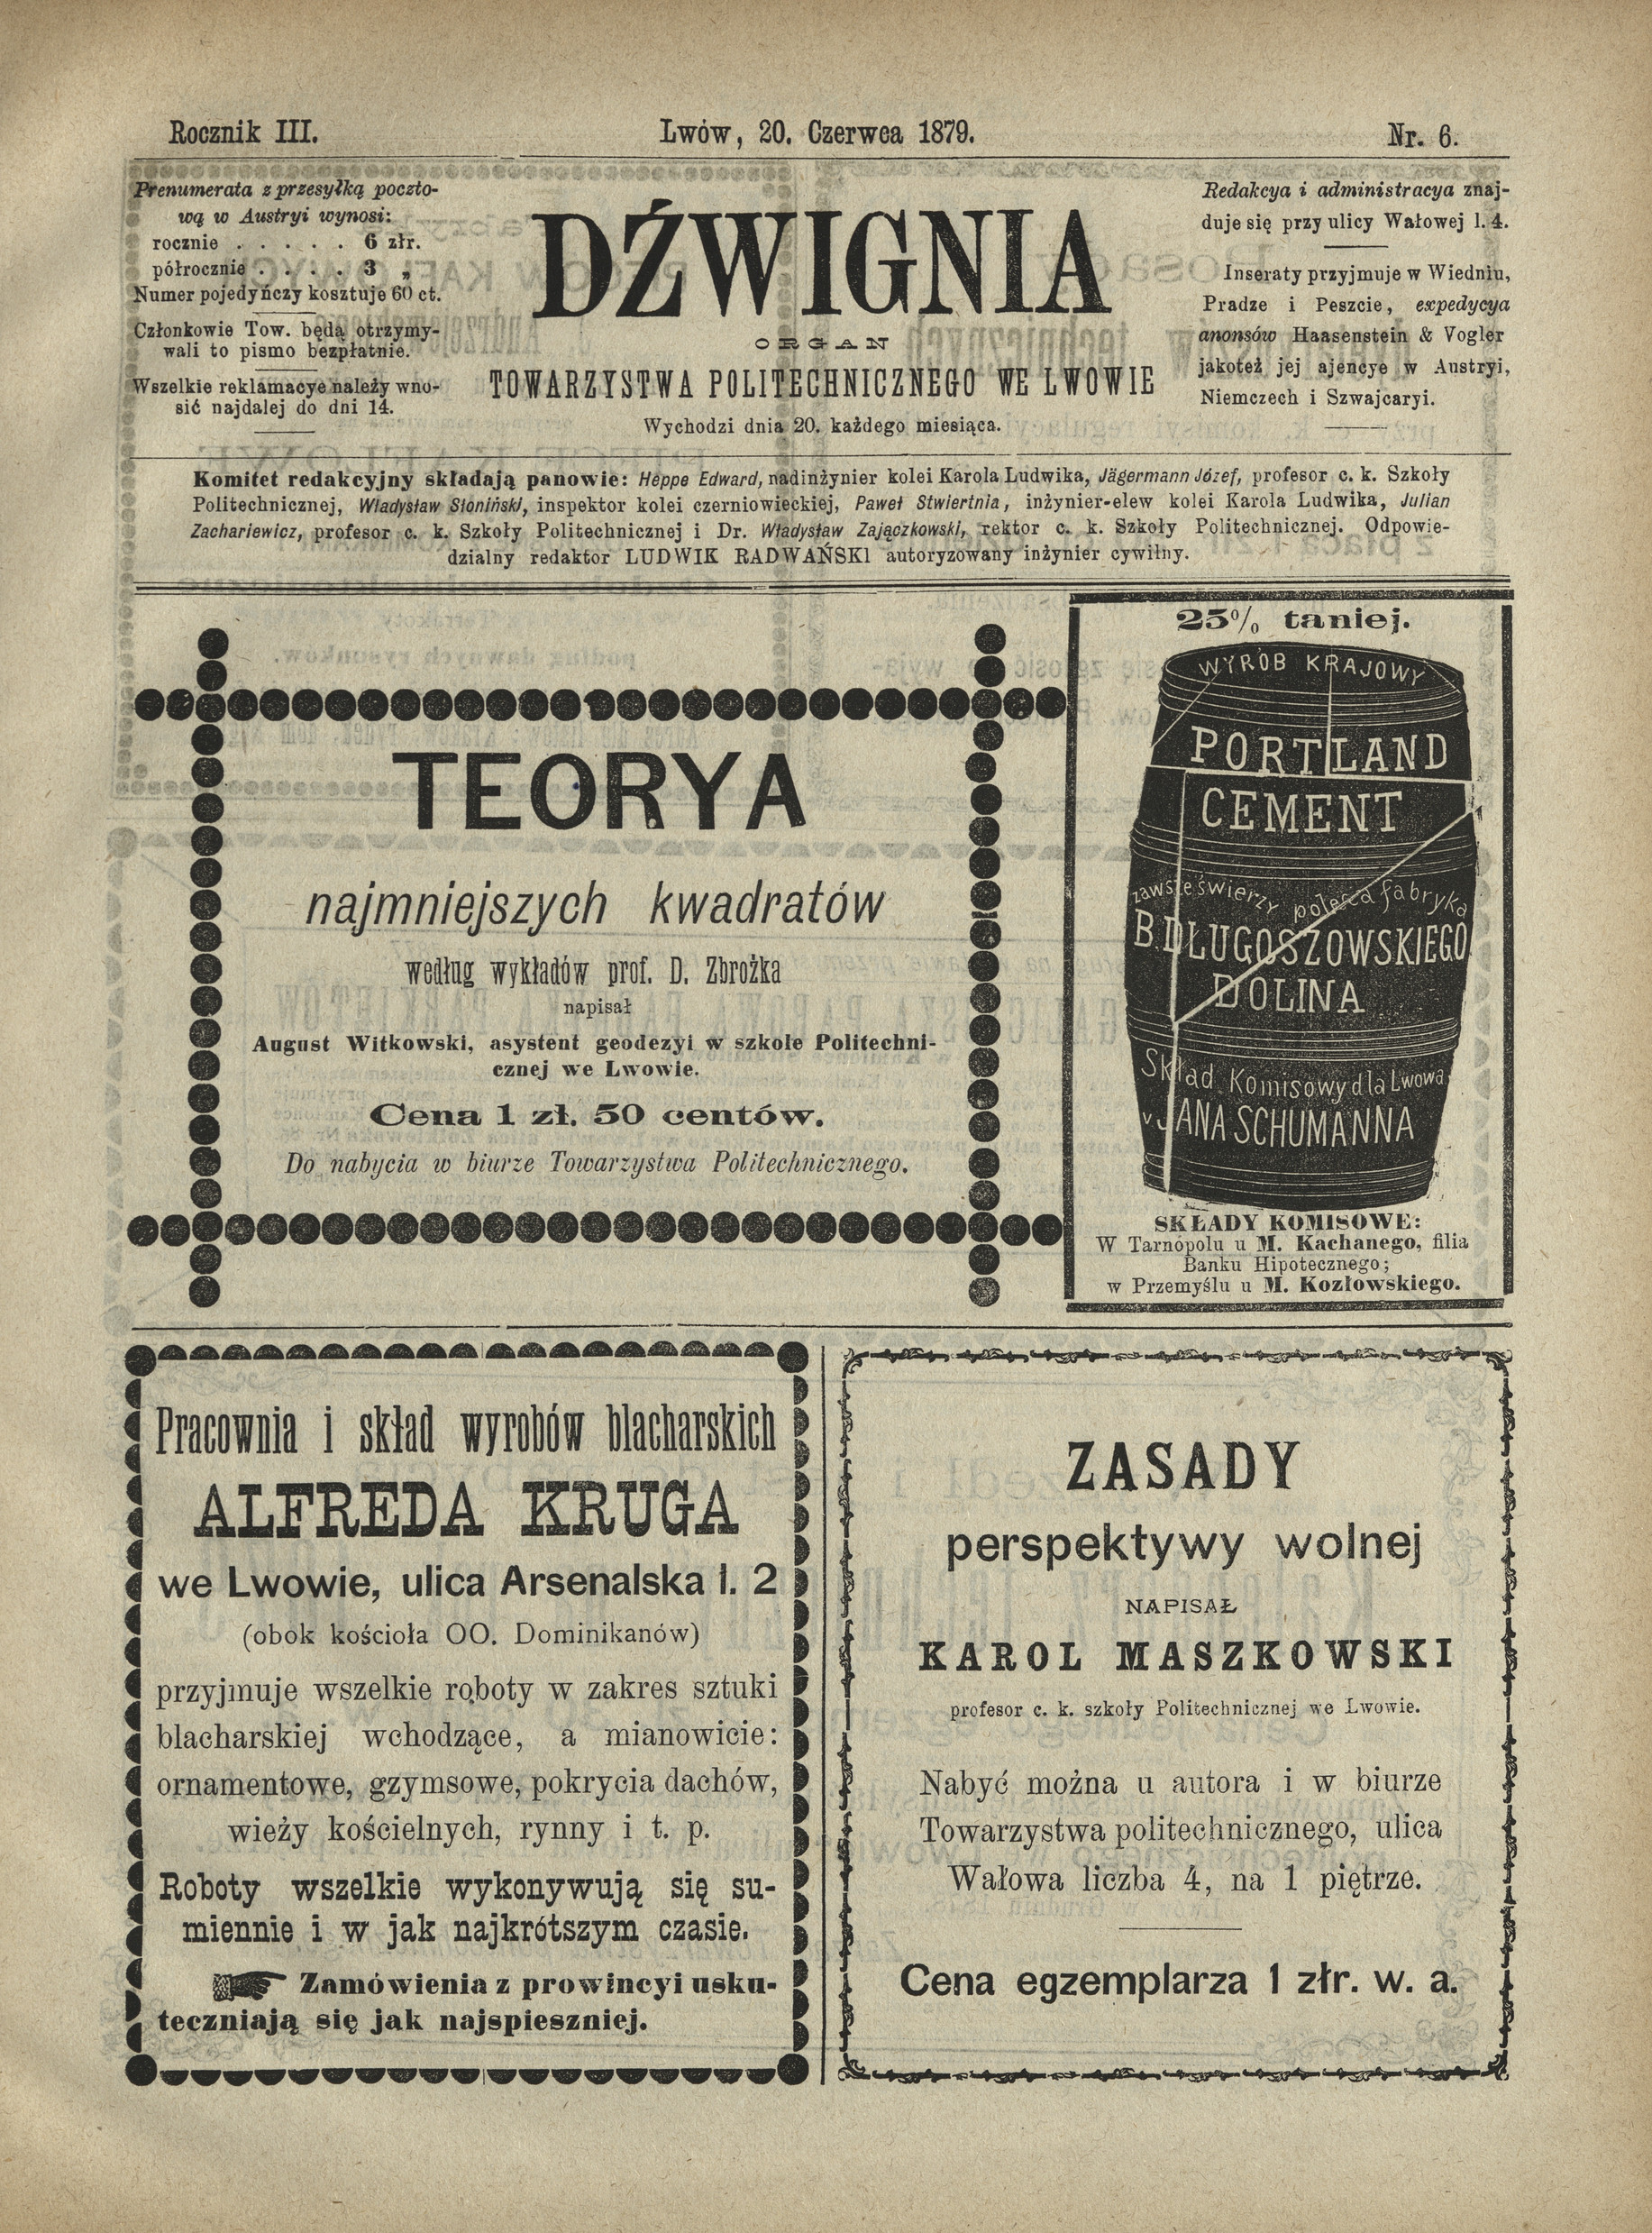 Rocznik III.
Lwów, 20. Czerwca 1879.
Nr. 6.
Prenumerata z przesyłką poczto-
wą w Austryi wynosi:
rocznie . . . . . 6 złr.
półrocznie . . . . 3 „
Numer pojedyńczy kosztuje 60 ct.
Członkowie Tow. będą otrzymy-
wali to pismo bezpłatnie.
Wszelkie reklamacye należy wno-
sić najdalej do dni 14.
DŹWIGNIA
ORGAN
TOWARZYSTWA POLITECHNICZNEGO WE LWOWIE
Wychodzi dnia 20. każdego miesiąca.
Redakcya i administracya znaj-
duje się przy ulicy Wałowej l. 4.
Inseraty przyjmuje w Wiedniu,
Pradze i Peszcie, expedycya
anonsów Haasenstein & Vogler
jakoteż jej ajencye w Austryi,
Niemczech i Szwajcaryi.
Komitet redakcyjny składają panowie: Heppe Edward, nadinżynier kolei Karola Ludwika, Jägermann Józef, profesor c. k. Szkoły
Politechnicznej, Władysław Słoniński, inspektor kolei czerniowieckiej, Paweł Stwiertnia, inżynier-elew kolei Karola Ludwika, Julian
Zachariewicz, profesor c. k. Szkoły Politechnicznej i Dr. Władysław Zajączkowski, rektor c. k. Szkoły Politechnicznej. Odpowie-
dzialny redaktor LUDWIK RADWAŃSKI autoryzowany inżynier cywilny.
TEORYA
najmniejszych kwadratów
według wykładów prof. D. Zbrożka
napisał
August Witkowski, asystent geodezyi w szkole Politechni-
cznej we Lwowie.
Cena 1 zł. 50 centów.
Do nabycia w biurze Towarzystwa Politechnicznego.
25% taniej.
WYRÓB KRAJOWY
PORTLAND
CEMENT
zawsze świerzy poleca fabryka
B. DŁUGOSZOWSKIEGO
DOLINA
Skład Komisowy dla Lwowa
v JANA SCHUMANNA
SKŁADY KOMISOWE:
W Tarnopolu u M. Kachanego, filia
Banku Hipotecznego;
w Przemyślu u M. Kozłowskiego.
Pracownia i skład wyrobów blacharskich
ALFREDA KRUGA
we Lwowie, ulica Arsenalska l. 2
(obok kościoła OO. Dominikanów)
przyjmuje wszelkie roboty w zakres sztuki
blacharskiej wchodzące, a mianowicie:
ornamentowe, gzymsowe, pokrycia dachów,
wieży kościelnych, rynny i t. p.
Roboty wszelkie wykonywują się su-
miennie i w jak najkrótszym czasie.
Zamówienia z prowincyi usku-
teczniają się jak najspieszniej.
ZASADY
perspektywy wolnej
NAPISAŁ
KAROL MASZKOWSKI
profesor c. k. szkoły Politechnicznej we Lwowie.
Nabyć można u autora i w biurze
Towarzystwa politechnicznego, ulica
Wałowa liczba 4, na 1 piętrze.
Cena egzemplarza 1 złr. w. a.